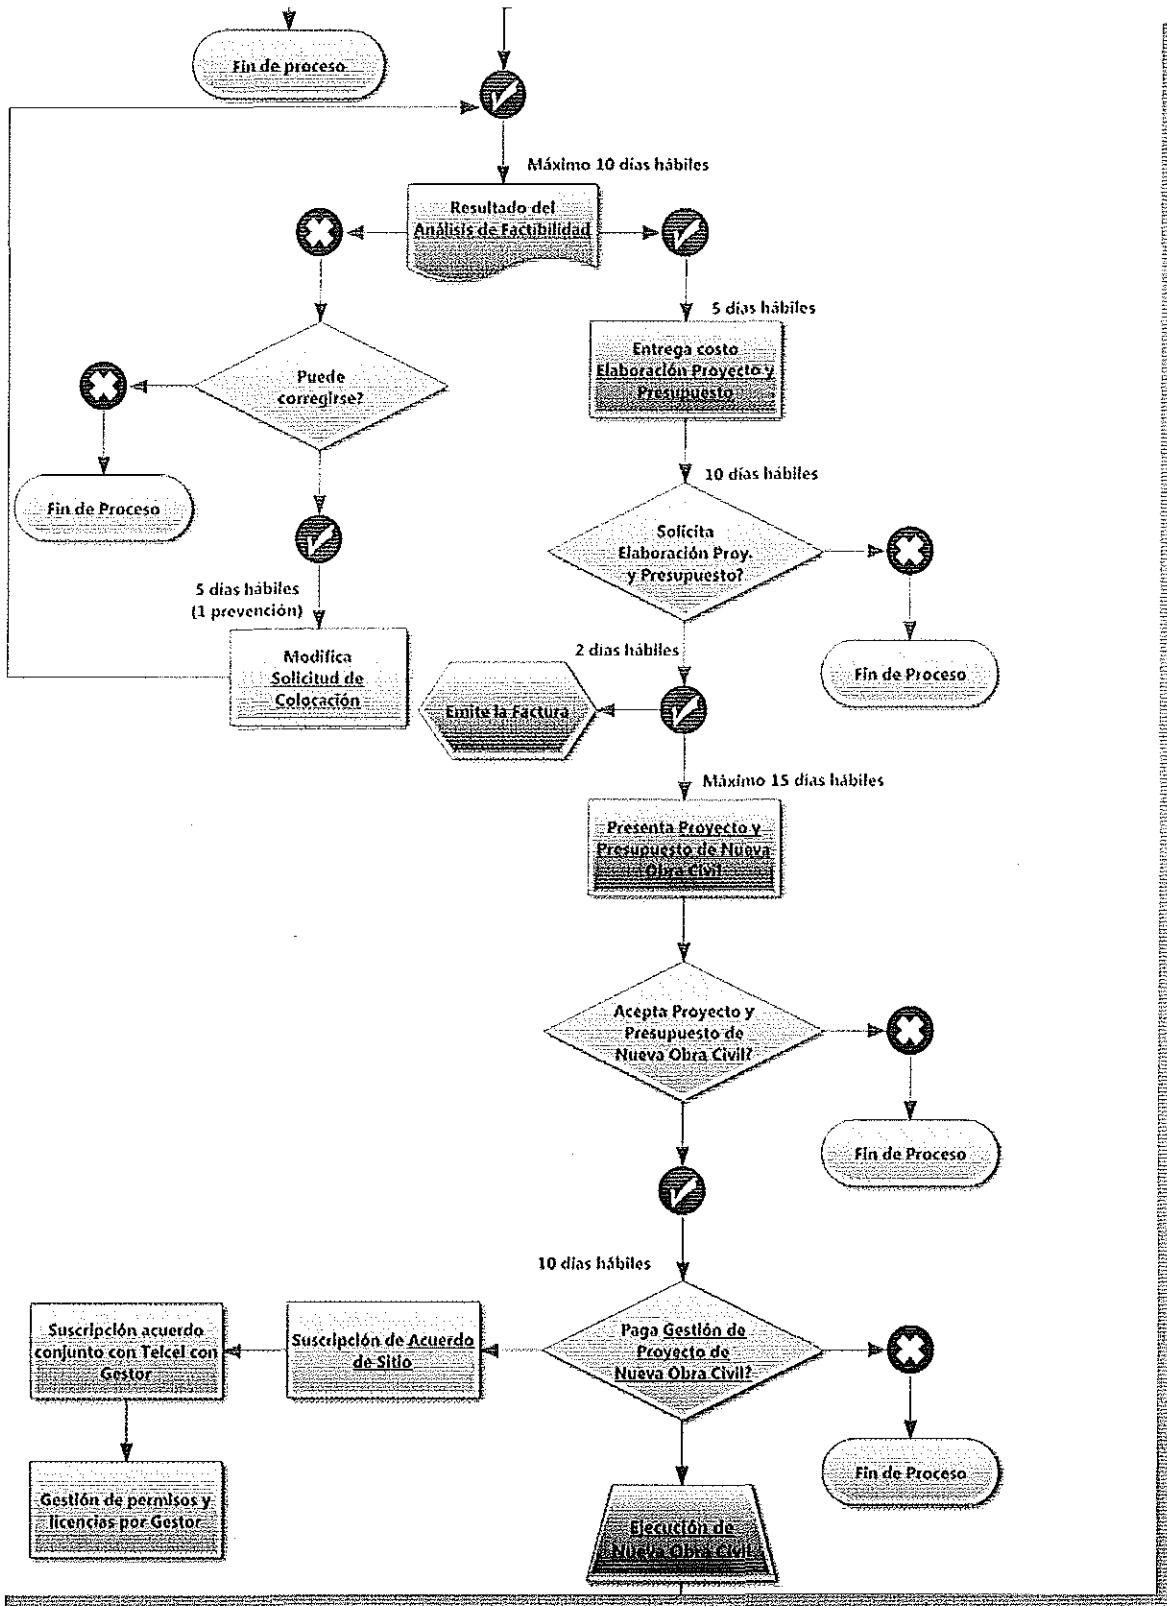 Fin de proceso
Máximo 10 días hábiles
Resultado del
Análisis de Factibilidad
5 días hábiles
Entrega costo
Elaboración Proyecto y
Presupuesto
Puede
corregirse?
Fin de Proceso
10 días hábiles
Solicita
Elaboración Proy.
y Presupuesto?
Fin de Proceso
5 días hábiles
(1 prevención)
Modifica
Solicitud de
Colocación
2 días hábiles
Emite la Factura
Máximo 15 días hábiles
Presenta Proyecto y
Presupuesto de Nueva
Obra Civil
Acepta Proyecto y
Presupuesto de
Nueva Obra Civil?
Fin de Proceso
10 días hábiles
Paga Gestión de
Proyecto de
Nueva Obra Civil?
Suscripción de Acuerdo
de Sitio
Suscripción acuerdo
conjunto con Telcel con
Gestor
Gestión de permisos y
licencias por Gestor
Fin de Proceso
Ejecución de
Nueva Obra Civil